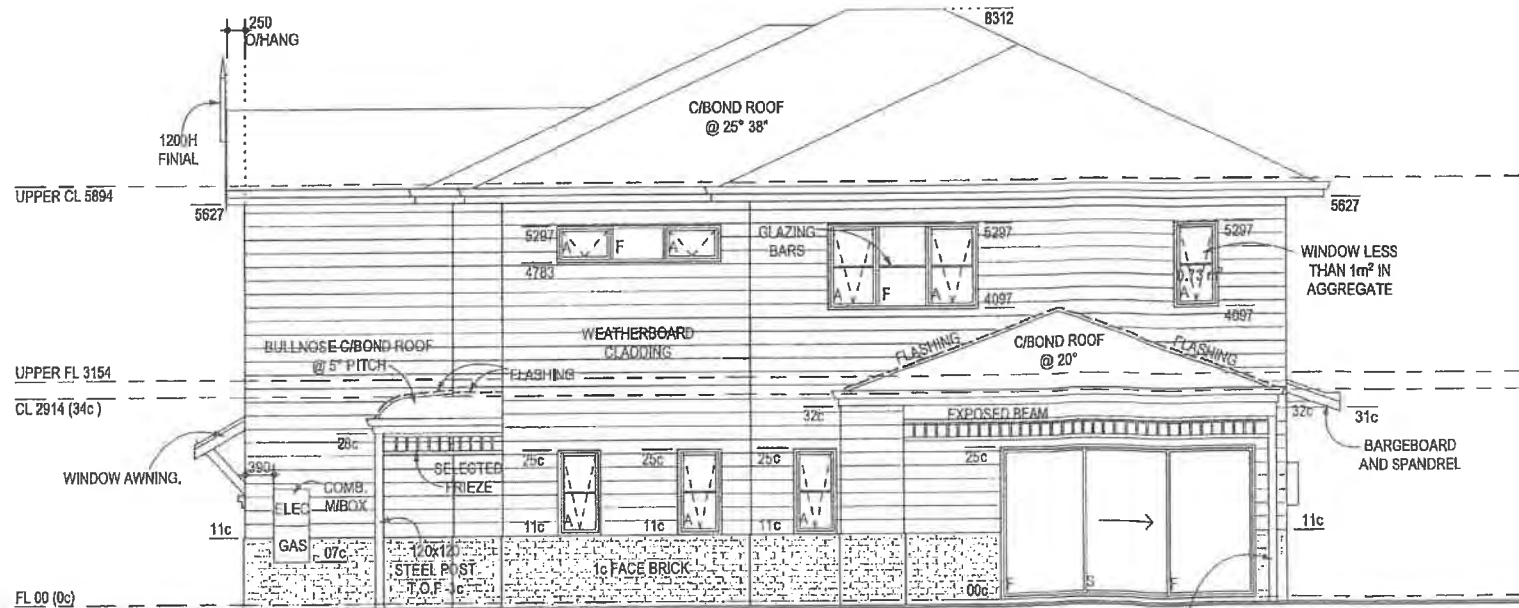 250
O/HANG
8312
C/BOND ROOF
@ 25° 38"
1200H
FINIAL
UPPER CL 5894
5627
5627
5297
4783
A
F
A
GLAZING
BARS
5297
4097
A
F
A
5297
4097
0.73
A
WINDOW LESS
THAN 1m² IN
AGGREGATE
WEATHERBOARD
CLADDING
BULLNOSE C/BOND ROOF
@ 5° PITCH
FLASHING
FLASHING
C/BOND ROOF
@ 20°
FLASHING
UPPER FL 3154
CL 2914 (34c)
32c
EXPOSED BEAM
32c
31c
BARGEBOARD
AND SPANDREL
28c
SELECTED
FRIEZE
25c
25c
25c
25c
WINDOW AWNING.
390
COMB.
M/BOX
ELEC
GAS
11c
07c
120x120
STEEL POST
T.O.F -3c
11c
A
11c
A
11c
A
11c
1c FACE BRICK
00c
F
S
F
FL 00 (0c)